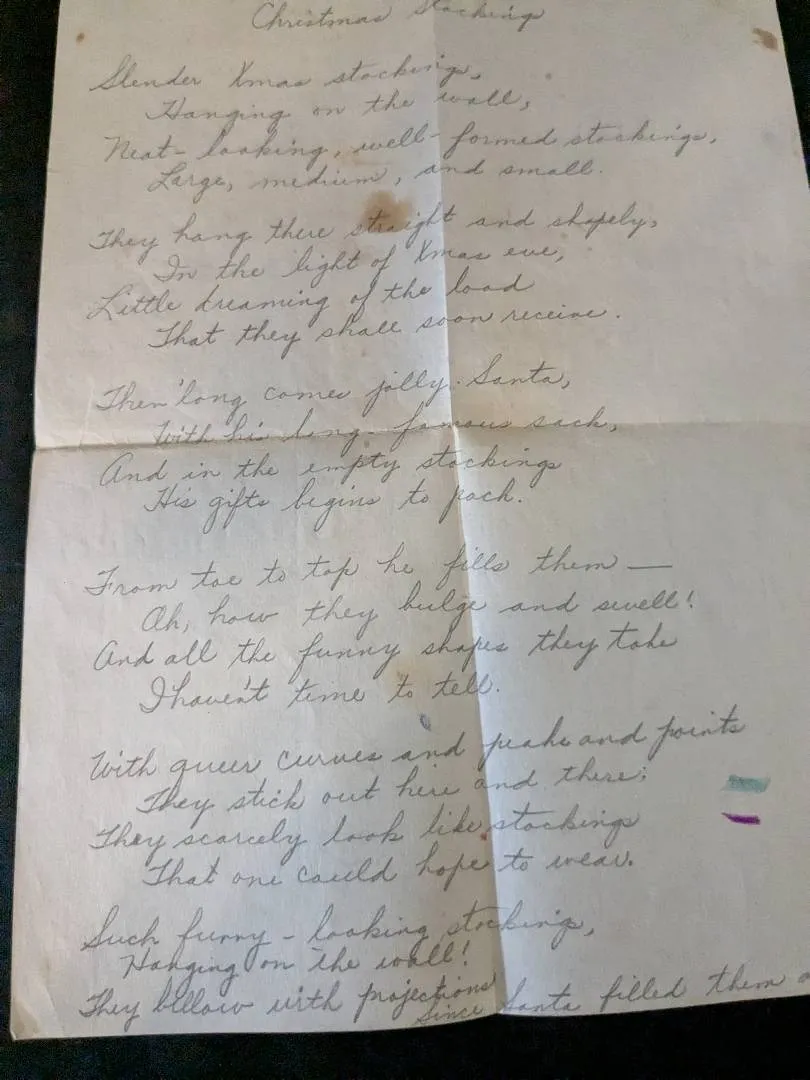 Christmas Stocking
Slender Xmas stockings,
Hanging on the wall,
Neat-looking, well-formed stockings,
Large, medium, and small.
They hang there straight and shapely,
In the light of Xmas eve,
Little dreaming of the load
That they shall soon receive.
Then 'long comes jolly Santa,
With his long-famous sack,
And in the empty stockings
His gifts begins to pack.
From toe to top he fills them —
Oh, how they bulge and swell!
And all the funny shapes they take
I haven't time to tell.
With queer curves and peaks and points
They stick out here and there;
They scarcely look like stockings
That one could hope to wear.
Such funny-looking stockings,
Hanging on the wall!
They billow with projections
Since Santa filled them